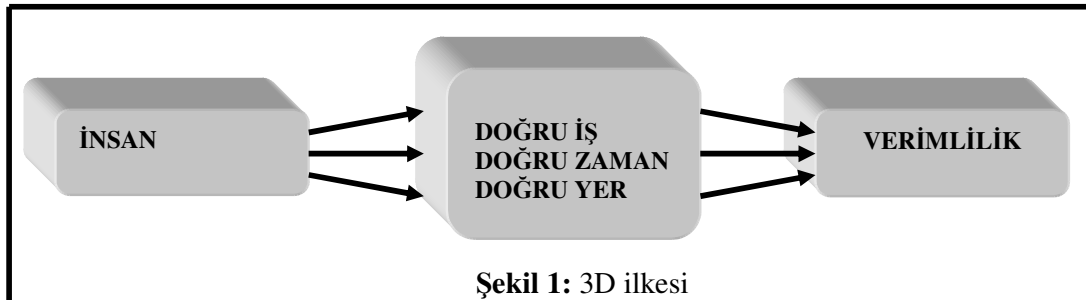 İNSAN
DOĞRU İŞ
DOĞRU ZAMAN
DOĞRU YER
VERİMLİLİK
Şekil 1: 3D ilkesi